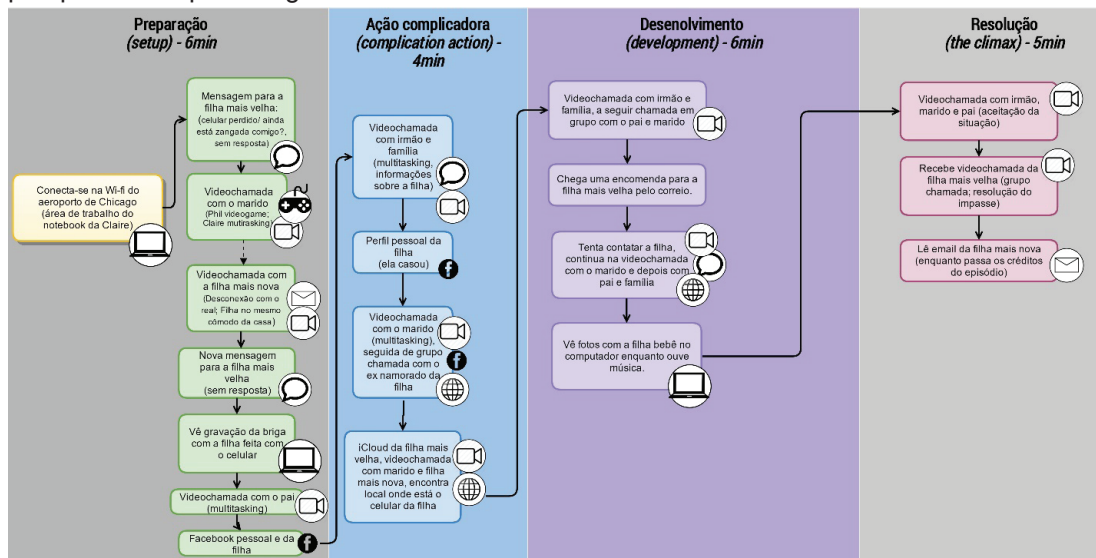 Preparação
(setup) - 6min
Mensagem para a
filha mais velha;
(celular perdido/ ainda
está zangada comigo?,
sem resposta)
Conecta-se na Wi-fi do
aeroporto de Chicago
(área de trabalho do
notebook da Claire)
Videochamada
com o marido
(Phil videogame;
Claire mutirasking)
Videochamada com
a filha mais nova
(Desconexão com o
real; Filha no mesmo
cômodo da casa)
Nova mensagem
para a filha mais
velha
(sem resposta)
Vê gravação da briga
com a filha feita com
o celular
Videochamada com o pai
(multitasking)
Facebook pessoal e da
filha
Ação complicadora
(complication action) -
4min
Videochamada
com irmão e
família
(multitasking,
informações
sobre a filha)
Perfil pessoal da
filha
(ela casou)
Videochamada
com o marido
(multitasking),
seguida de grupo
chamada com o
ex namorado da
filha
iCloud da filha mais
velha, videochamada
com marido e filha
mais nova, encontra
local onde está o
celular da filha
Desenolvimento
(development) - 6min
Videochamada com irmão e
família, a seguir chamada em
grupo com o pai e marido
Chega uma encomenda para a
filha mais velha pelo correio.
Tenta contatar a filha,
continua na videochamada
com o marido e depois com
pai e família
Vê fotos com a filha bebê no
computador enquanto ouve
música.
Resolução
(the climax) - 5min
Videochamada com irmão,
marido e pai (aceitação da
situação)
Recebe videochamada da
filha mais velha (grupo
chamada; resolução do
impasse)
Lê email da filha mais nova
(enquanto passa os créditos
do episódio)